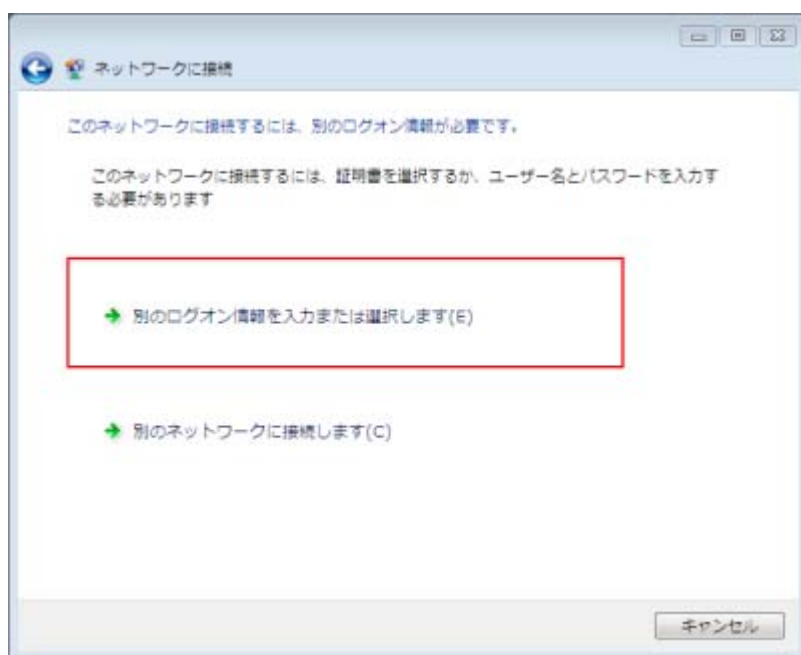 ネットワークに接続
このネットワークに接続するには、別のログオン情報が必要です。
このネットワークに接続するには、証明書を選択するか、ユーザー名とパスワードを入力す
る必要があります
別のログオン情報を入力または選択します(E)
別のネットワークに接続します(C)
キャンセル